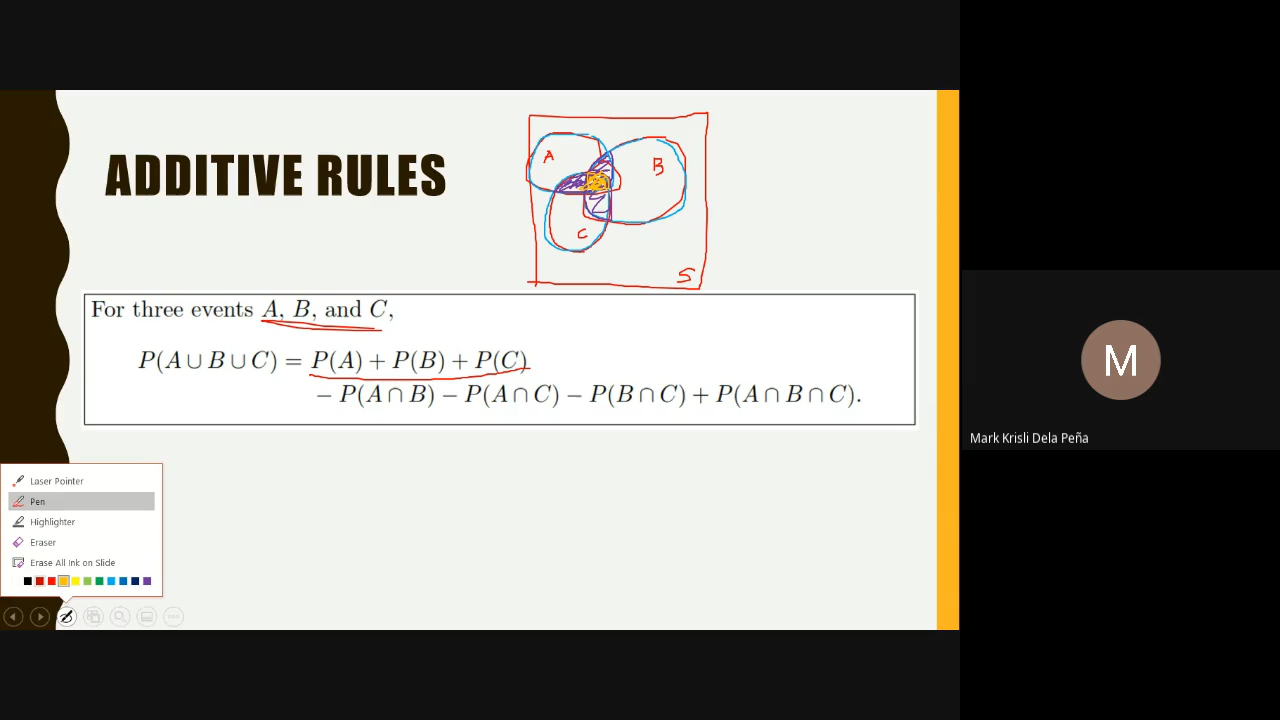 ADDITIVE RULES
A
B
C
S
For three events A, B, and C,
P(A ∪ B ∪ C) = P(A) + P(B) + P(C)
− P(A ∩ B) − P(A ∩ C) − P(B ∩ C) + P(A ∩ B ∩ C).
Laser Pointer
Pen
Highlighter
Eraser
Erase All Ink on Slide
M
Mark Krisli Dela Peña